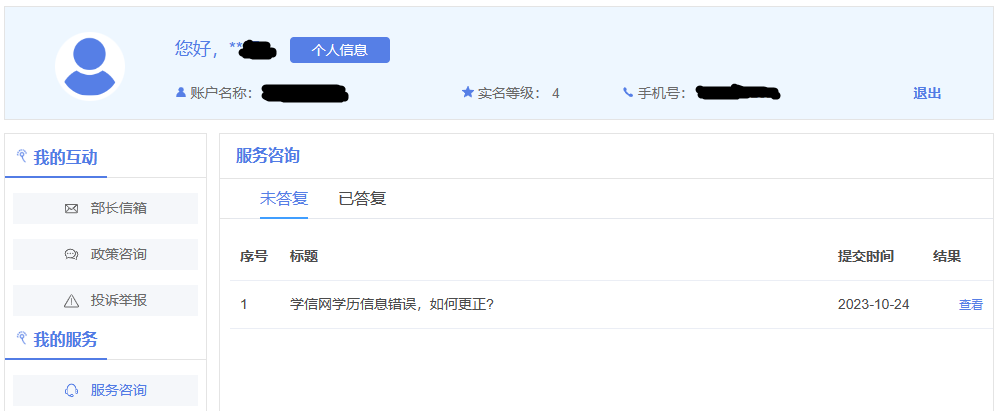 您好，** 个人信息
账户名称： 实名等级： 4 手机号： 退出
我的互动
部长信箱
政策咨询
投诉举报
我的服务
服务咨询
服务咨询
未答复 已答复
序号 标题 提交时间 结果
1 学信网学历信息错误，如何更正? 2023-10-24 查看